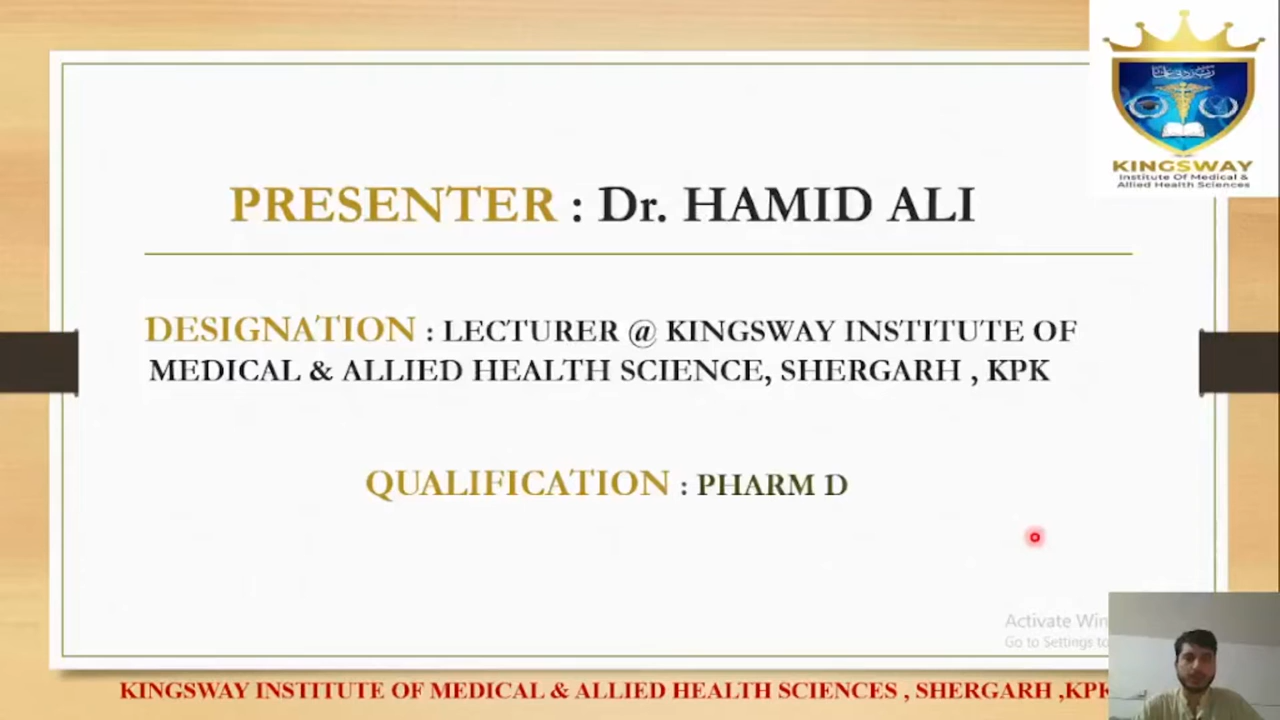 PRESENTER : Dr. HAMID ALI
DESIGNATION : LECTURER @ KINGSWAY INSTITUTE OF
MEDICAL & ALLIED HEALTH SCIENCE, SHERGARH , KPK
QUALIFICATION : PHARM D
KINGSWAY
Institute Of Medical &
Allied Health Sciences
Activate Win
Go to Settings to
KINGSWAY INSTITUTE OF MEDICAL & ALLIED HEALTH SCIENCES , SHERGARH ,KPK